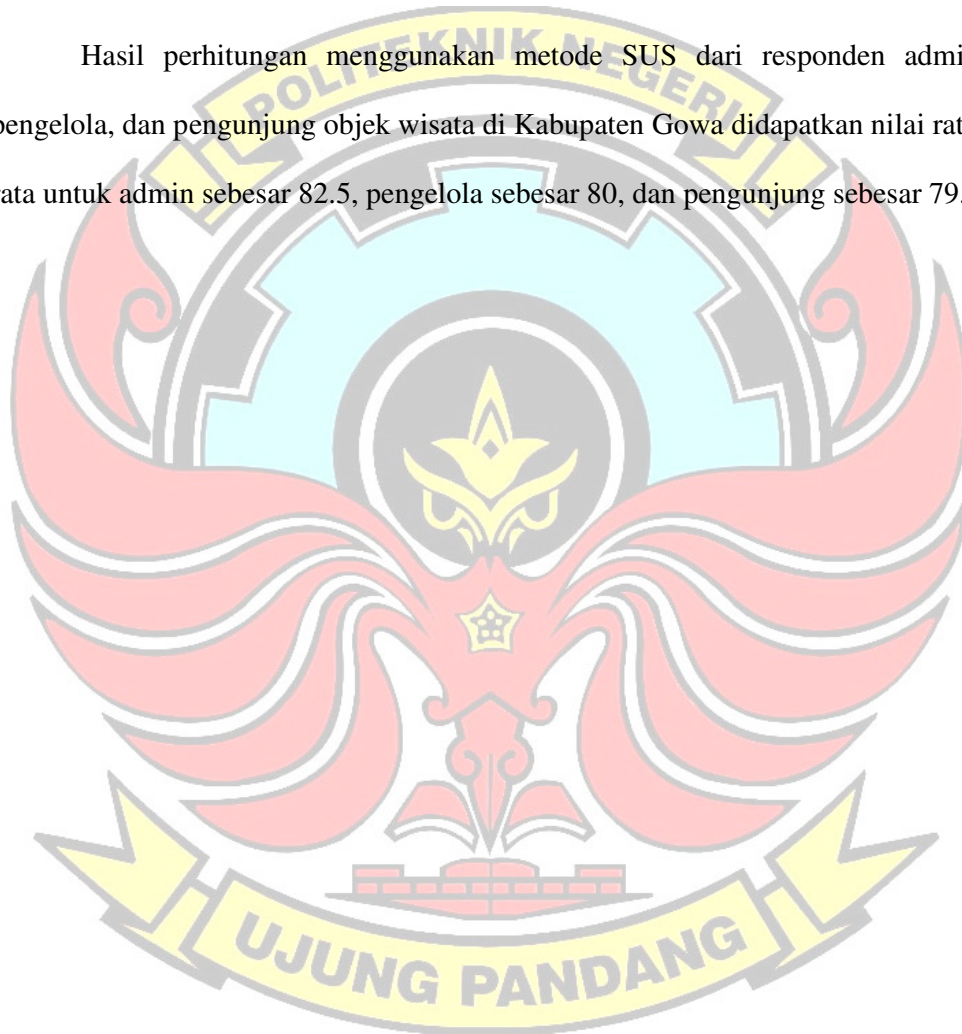 Hasil perhitungan menggunakan metode SUS dari responden admi
pengelola, dan pengunjung objek wisata di Kabupaten Gowa didapatkan nilai rat
rata untuk admin sebesar 82.5, pengelola sebesar 80, dan pengunjung sebesar 79.
POLITEKNIK NEGERI
UJUNG PANDANG